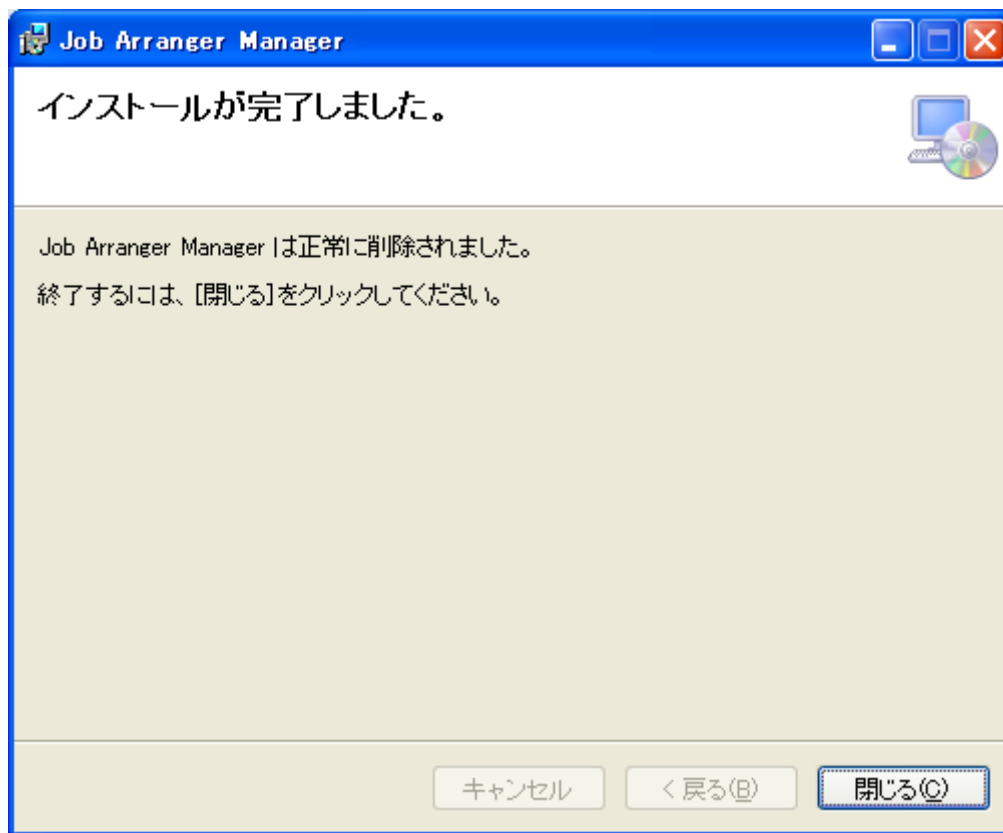 Job Arranger Manager
インストールが完了しました。
Job Arranger Manager は正常に削除されました。
終了するには、[閉じる]をクリックしてください。
キャンセル
< 戻る(B)
閉じる(C)